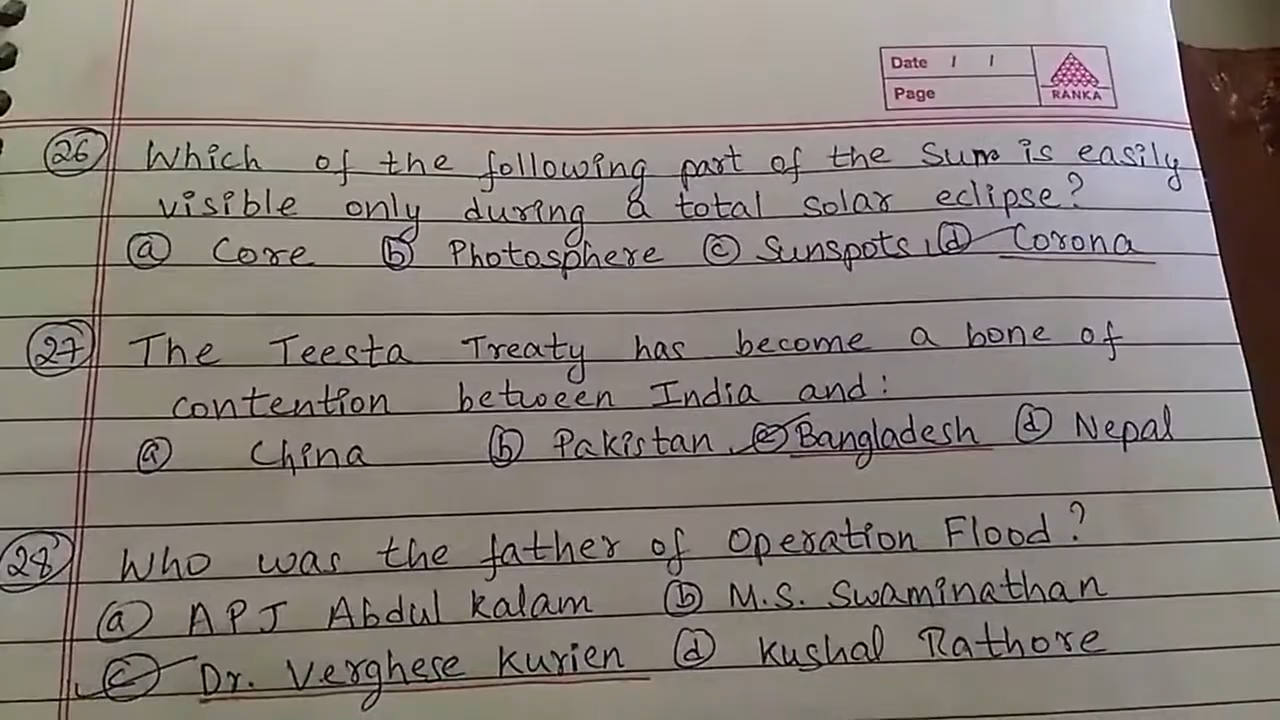 Date / /
Page
RANKA
26 Which of the following part of the Sun is easily
visible only during a total solar eclipse?
a Core b Photosphere c Sunspots d Corona
27 The Teesta Treaty has become a bone of
contention between India and:
a China b Pakistan c Bangladesh d Nepal
28 Who was the father of Operation Flood?
a APJ Abdul Kalam b M.S. Swaminathan
c Dr. Verghese Kurien d Kushal Rathore